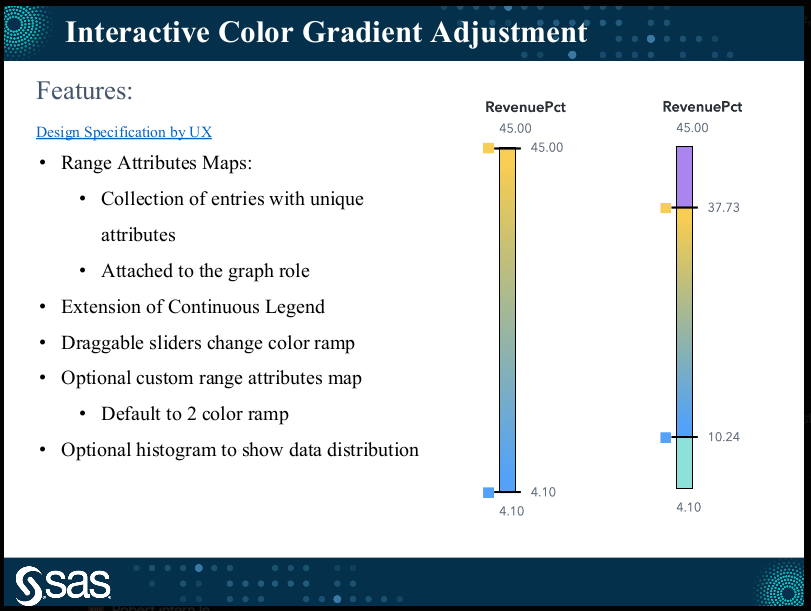 Interactive Color Gradient Adjustment
Features:
Design Specification by UX
• Range Attributes Maps:
• Collection of entries with unique
attributes
• Attached to the graph role
• Extension of Continuous Legend
• Draggable sliders change color ramp
• Optional custom range attributes map
• Default to 2 color ramp
• Optional histogram to show data distribution
RevenuePct
45.00
45.00
4.10
4.10
RevenuePct
45.00
37.73
10.24
4.10
sas